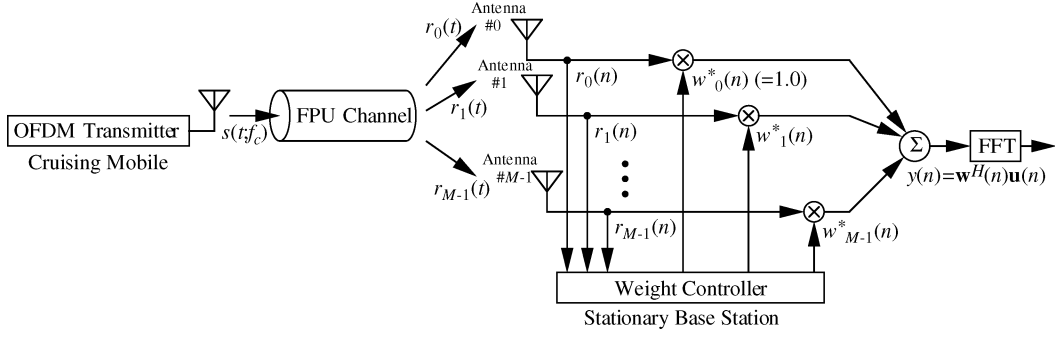 OFDM Transmitter
Cruising Mobile
s(t;f_c)
FPU Channel
r_0(t)
r_1(t)
r_{M-1}(t)
Antenna
#0
Antenna
#1
Antenna
#M-1
r_0(n)
r_1(n)
r_{M-1}(n)
w*_0(n) (=1.0)
w*_1(n)
w*_{M-1}(n)
Σ
FFT
y(n)=w^H(n)u(n)
Weight Controller
Stationary Base Station